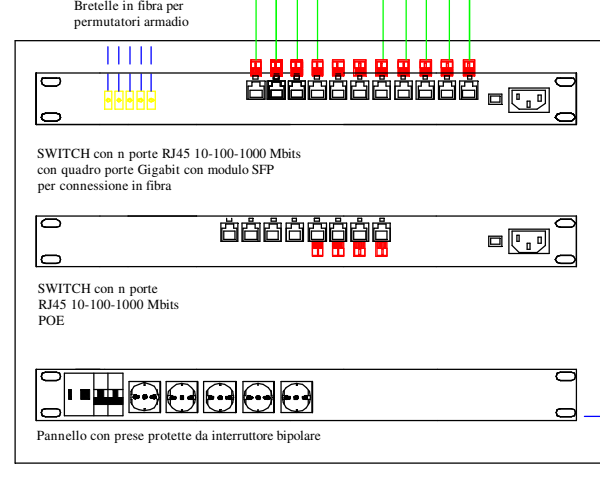 Bretelle in fibra per
permutatori armadio
SWITCH con n porte RJ45 10-100-1000 Mbits
con quadro porte Gigabit con modulo SFP
per connessione in fibra
SWITCH con n porte
RJ45 10-100-1000 Mbits
POE
Pannello con prese protette da interruttore bipolare